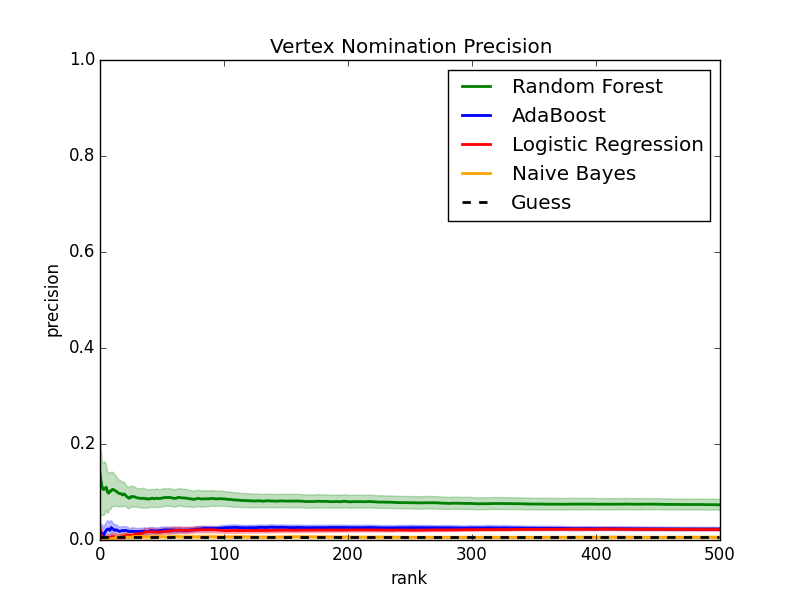 Vertex Nomination Precision
1.0
0.8
0.6
0.4
0.2
0.0
precision
Random Forest
AdaBoost
Logistic Regression
Naive Bayes
Guess
0
100
200
300
400
500
rank